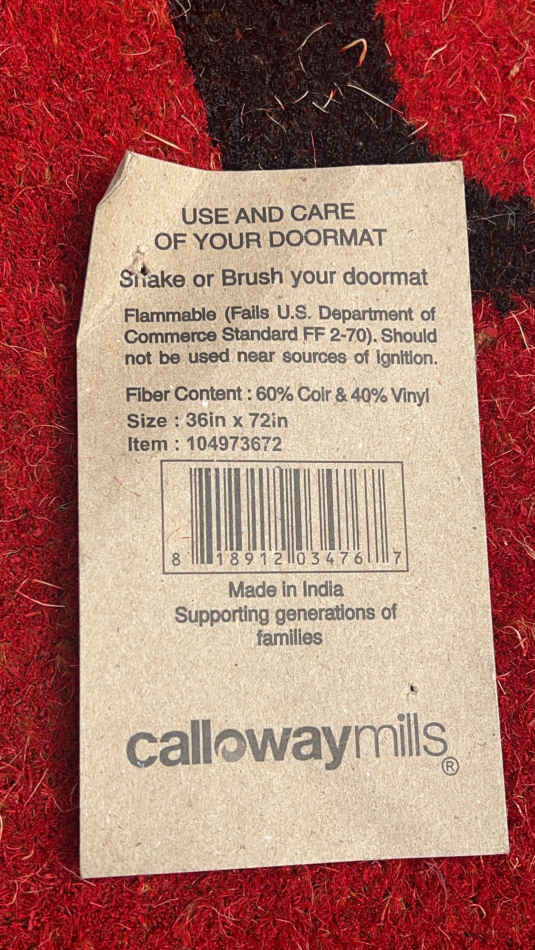 USE AND CARE
OF YOUR DOORMAT
Shake or Brush your doormat
Flammable (Fails U.S. Department of
Commerce Standard FF 2-70). Should
not be used near sources of Ignition.
Fiber Content : 60% Coir & 40% Vinyl
Size : 36in x 72in
Item : 104973672
8 18912 03476 7
Made in India
Supporting generations of
families
callowaymills®